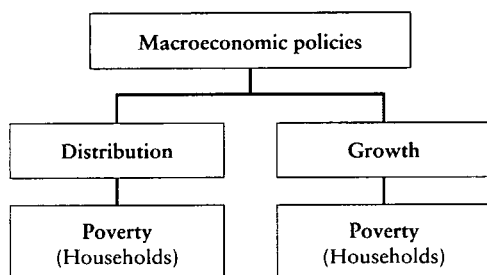 Macroeconomic policies
Distribution
Growth
Poverty
(Households)
Poverty
(Households)